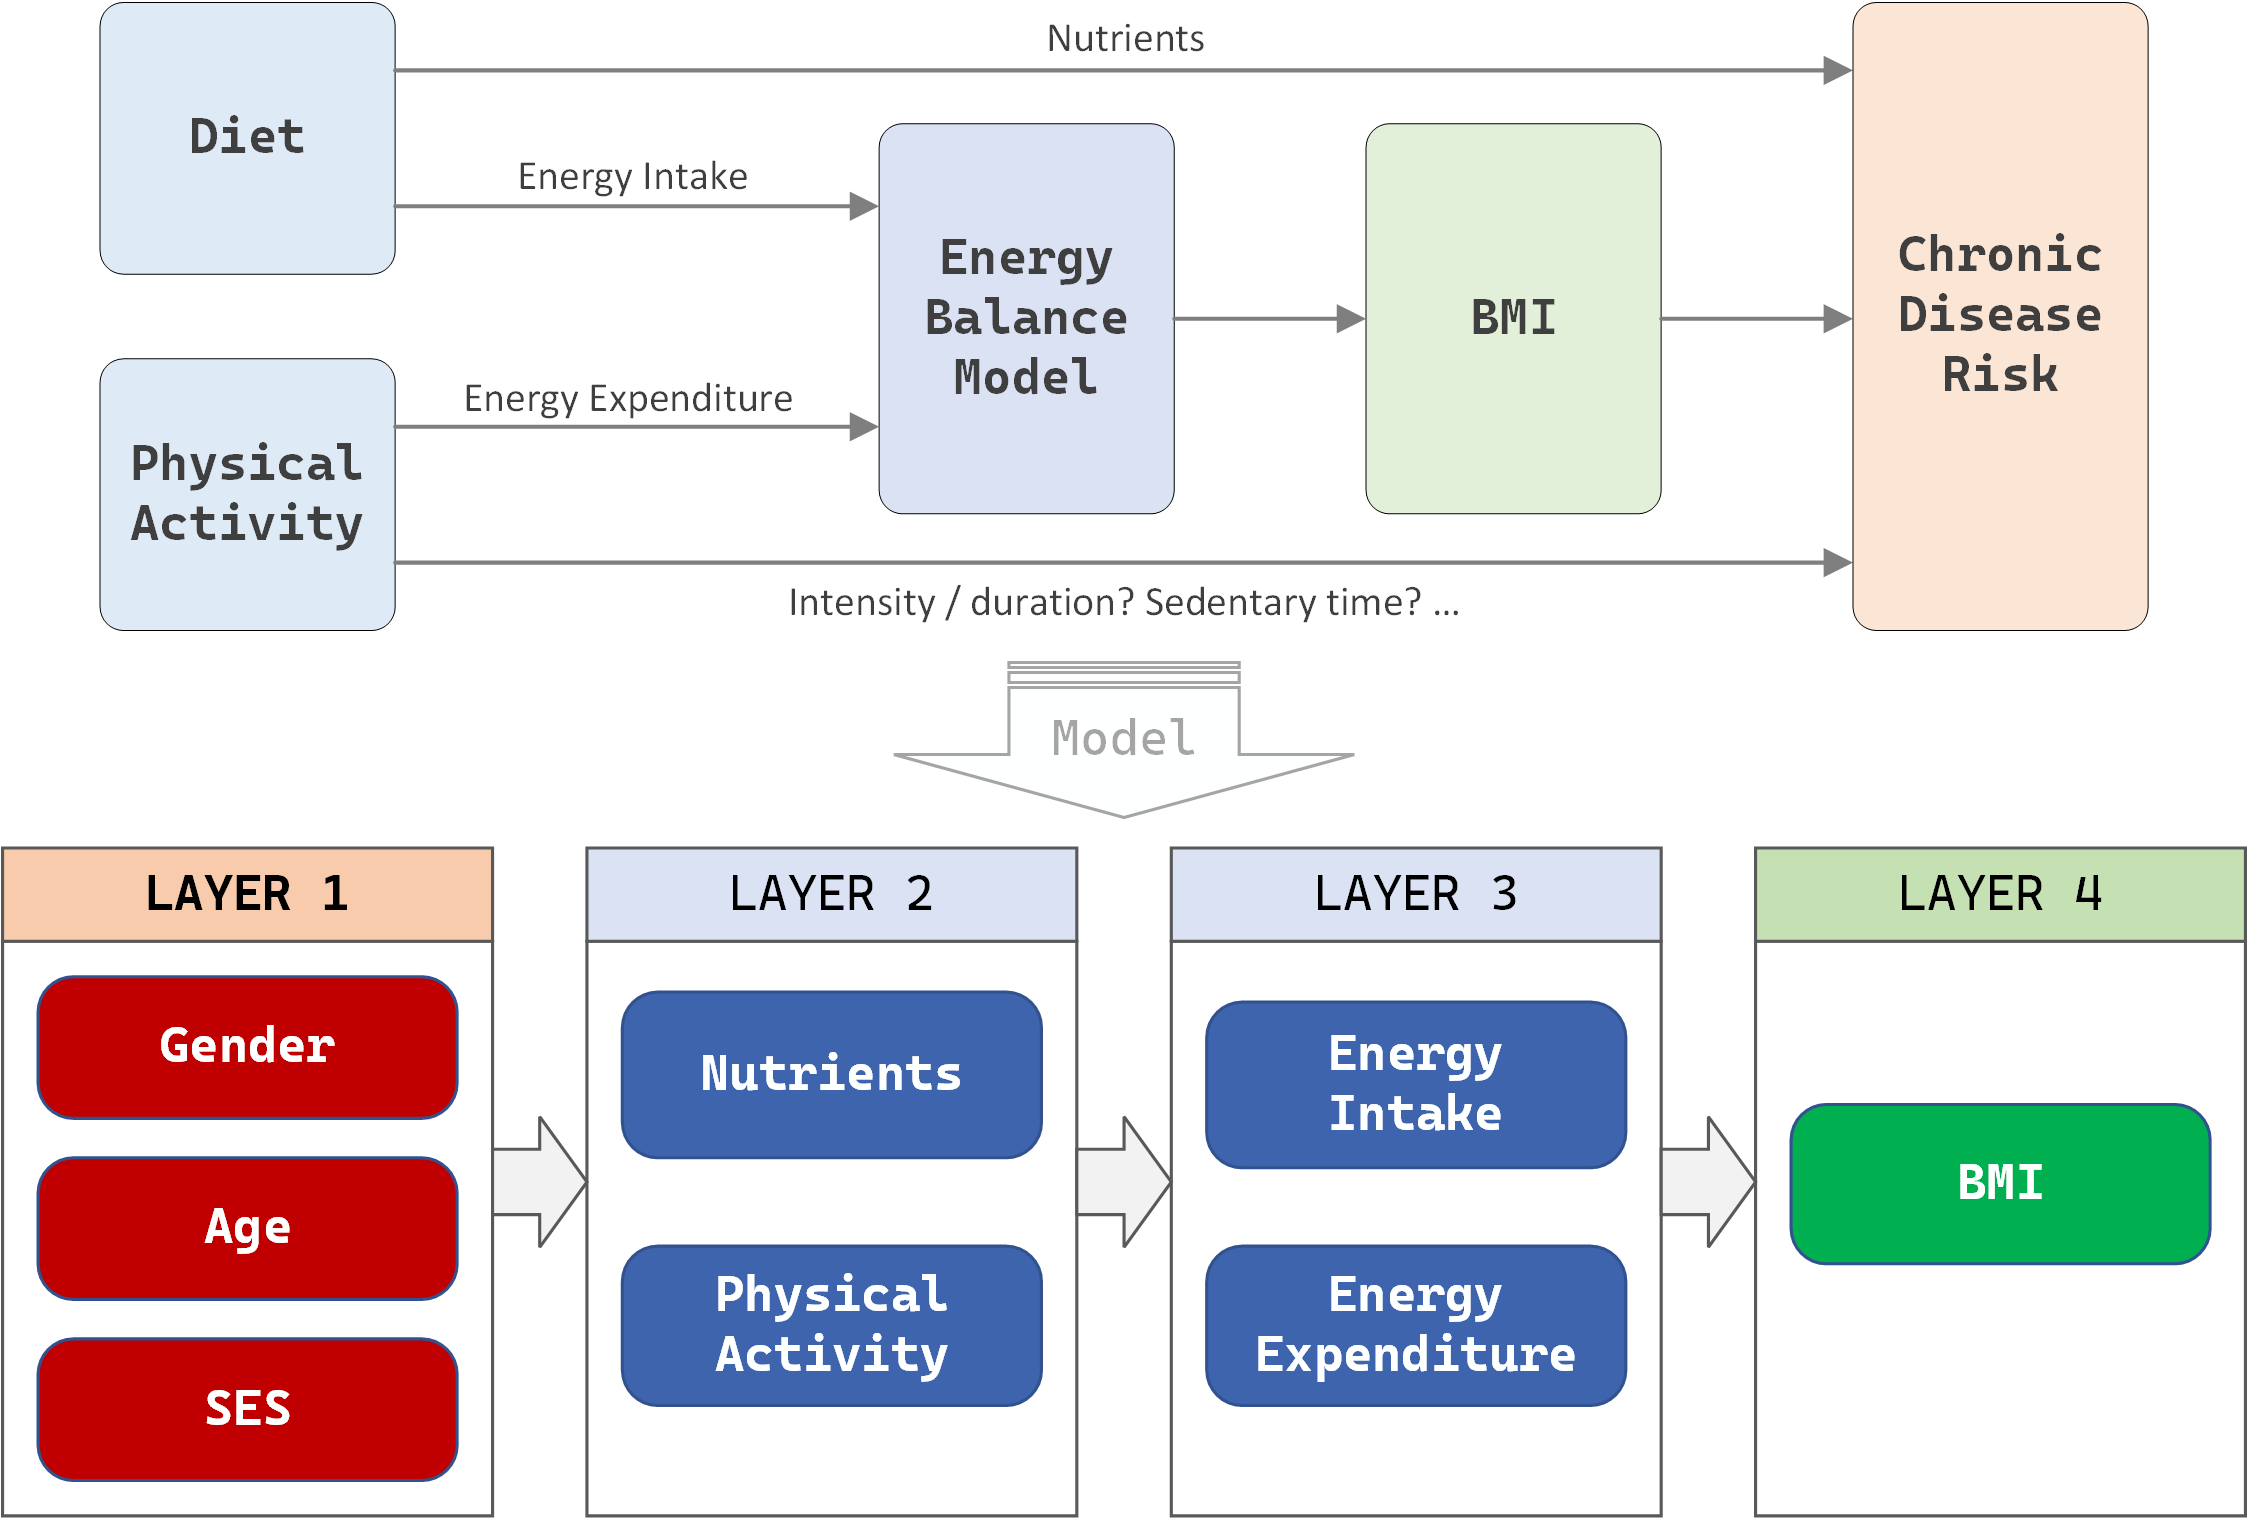 Nutrients
Diet
Energy Intake
Energy
Balance
Model
BMI
Chronic
Disease
Risk
Energy Expenditure
Physical
Activity
Intensity / duration? Sedentary time? ...
Model
LAYER 1
Gender
Age
SES
LAYER 2
Nutrients
Physical
Activity
LAYER 3
Energy
Intake
Energy
Expenditure
LAYER 4
BMI